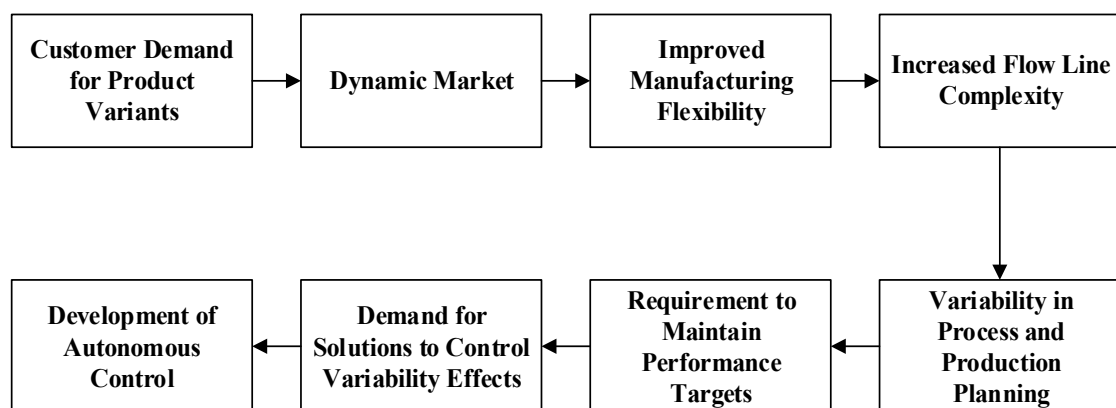 Customer Demand
for Product
Variants
Dynamic Market
Improved
Manufacturing
Flexibility
Increased Flow Line
Complexity
Variability in
Process and
Production
Planning
Requirement to
Maintain
Performance
Targets
Demand for
Solutions to Control
Variability Effects
Development of
Autonomous
Control